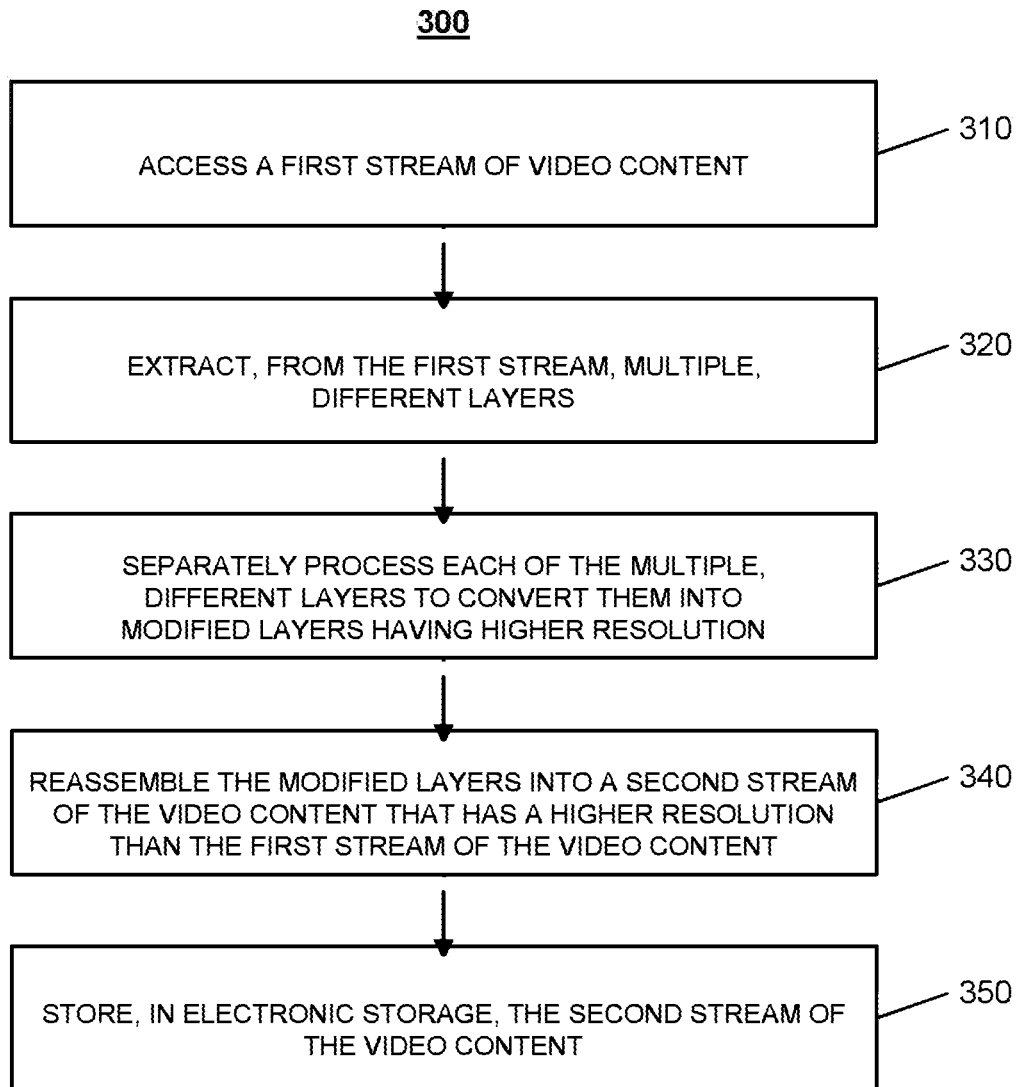 300
310
ACCESS A FIRST STREAM OF VIDEO CONTENT
320
EXTRACT, FROM THE FIRST STREAM, MULTIPLE,
DIFFERENT LAYERS
330
SEPARATELY PROCESS EACH OF THE MULTIPLE,
DIFFERENT LAYERS TO CONVERT THEM INTO
MODIFIED LAYERS HAVING HIGHER RESOLUTION
340
REASSEMBLE THE MODIFIED LAYERS INTO A SECOND STREAM
OF THE VIDEO CONTENT THAT HAS A HIGHER RESOLUTION
THAN THE FIRST STREAM OF THE VIDEO CONTENT
350
STORE, IN ELECTRONIC STORAGE, THE SECOND STREAM OF
THE VIDEO CONTENT